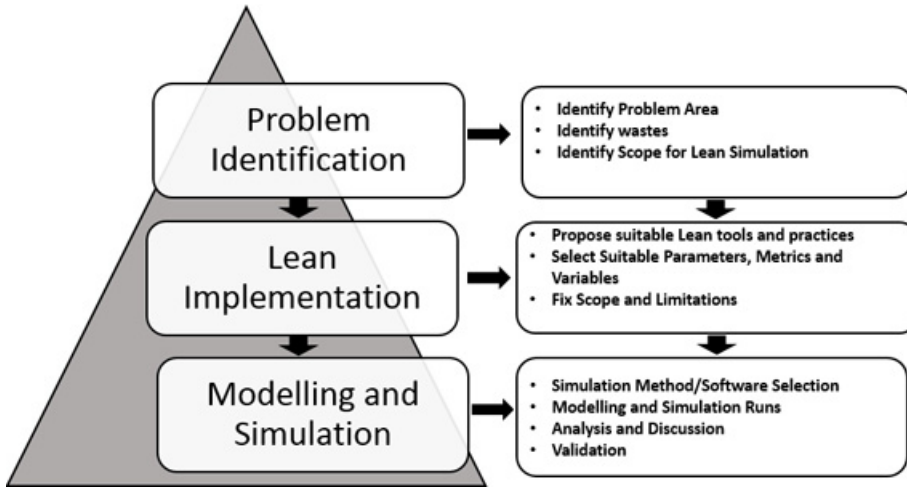 Problem
Identification
• Identify Problem Area
• Identify wastes
• Identify Scope for Lean Simulation
Lean
Implementation
• Propose suitable Lean tools and practices
• Select Suitable Parameters, Metrics and
Variables
• Fix Scope and Limitations
Modelling and
Simulation
• Simulation Method/Software Selection
• Modelling and Simulation Runs
• Analysis and Discussion
• Validation